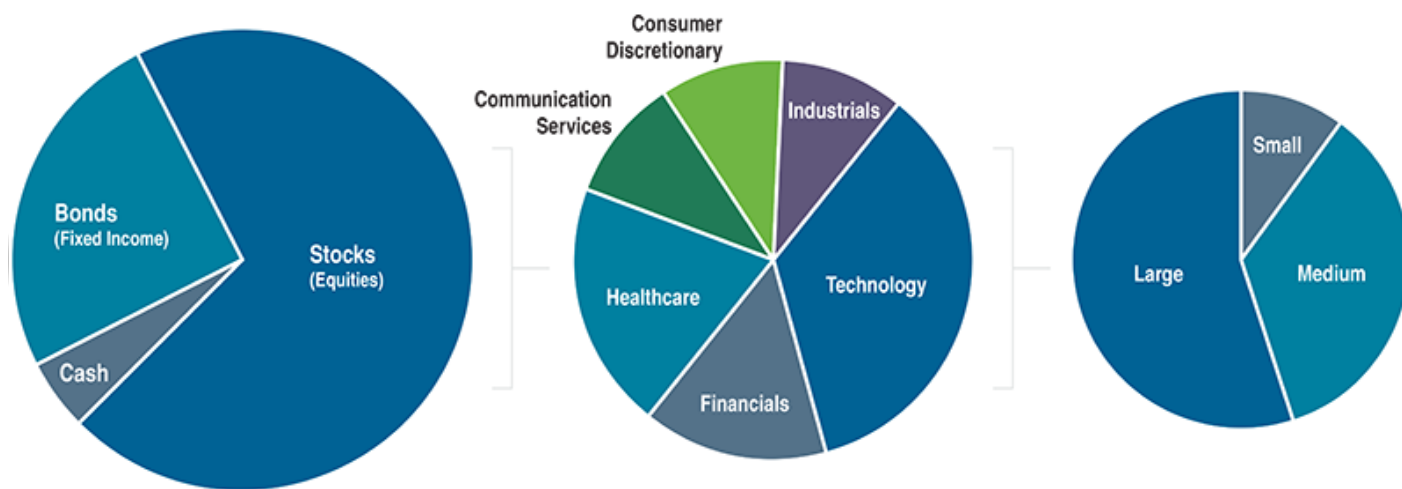 Bonds
(Fixed Income)
Stocks
(Equities)
Cash
Consumer
Discretionary
Communication
Services
Industrials
Healthcare
Technology
Financials
Small
Large
Medium